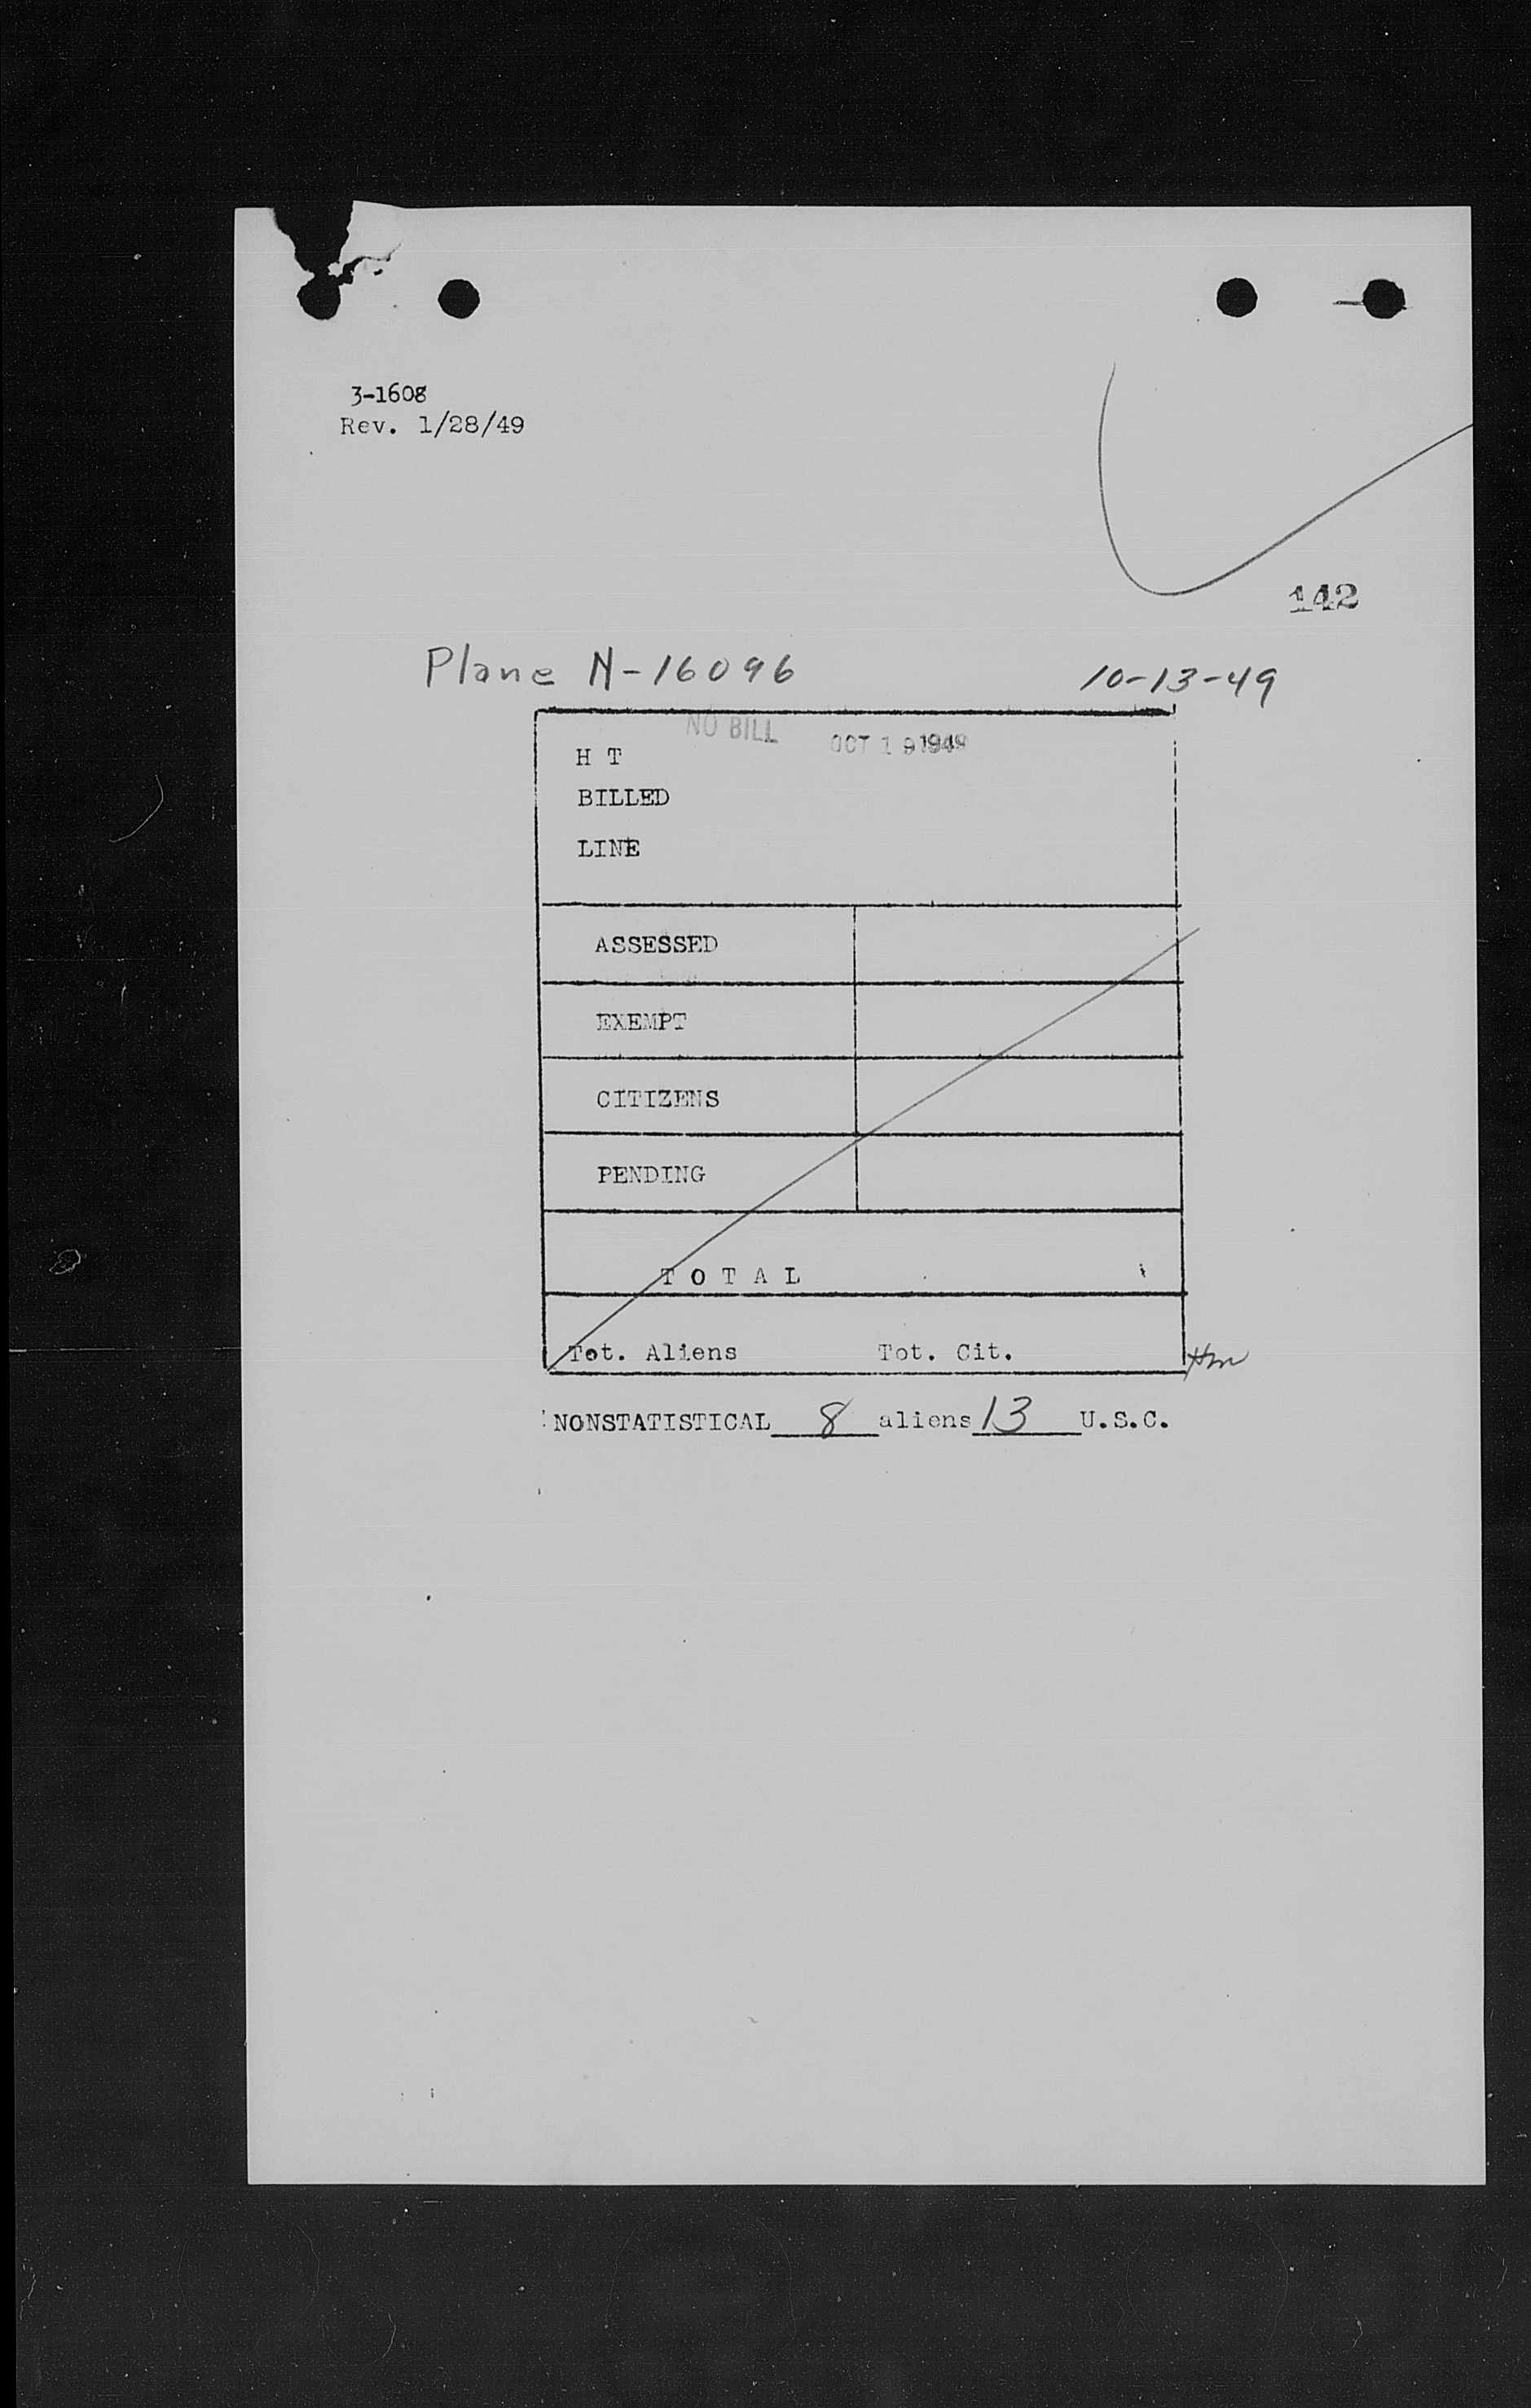 3-1608
Rev. 1/28/49
142
Plane N-16096 10-13-49
NO BILL OCT 19 1949
H T
BILLED
LINE
ASSESSED
EXEMPT
CITIZENS
PENDING
T O T A L
Tot. Aliens Tot. Cit.
NONSTATISTICAL 8 aliens 13 U.S.C.